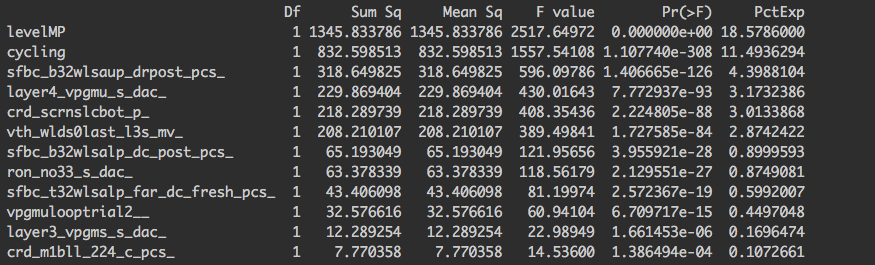 Df Sum Sq Mean Sq F value Pr(>F) PctExp
levelMP 1 1345.833786 1345.833786 2517.64972 0.000000e+00 18.5786000
cycling 1 832.598513 832.598513 1557.54108 1.107740e-308 11.4936294
sfbc_b32wlsaup_drpost_pcs_ 1 318.649825 318.649825 596.09786 1.406665e-126 4.3988104
layer4_vpgmu_s_dac_ 1 229.869404 229.869404 430.01643 7.772937e-93 3.1732386
crd_scrnslcbot_p_ 1 218.289739 218.289739 408.35436 2.224805e-88 3.0133868
vth_wlds0last_l3s_mv_ 1 208.210107 208.210107 389.49841 1.727585e-84 2.8742422
sfbc_b32wlsalp_dc_post_pcs_ 1 65.193049 65.193049 121.95656 3.955921e-28 0.8999593
ron_no33_s_dac_ 1 63.378339 63.378339 118.56179 2.129551e-27 0.8749081
sfbc_t32wlsalp_far_dc_fresh_pcs_ 1 43.406098 43.406098 81.19974 2.572367e-19 0.5992007
vpgmulooptrial2__ 1 32.576616 32.576616 60.94104 6.709717e-15 0.4497048
layer3_vpgms_s_dac_ 1 12.289254 12.289254 22.98949 1.661453e-06 0.1696474
crd_m1bll_224_c_pcs_ 1 7.770358 7.770358 14.53600 1.386494e-04 0.1072661